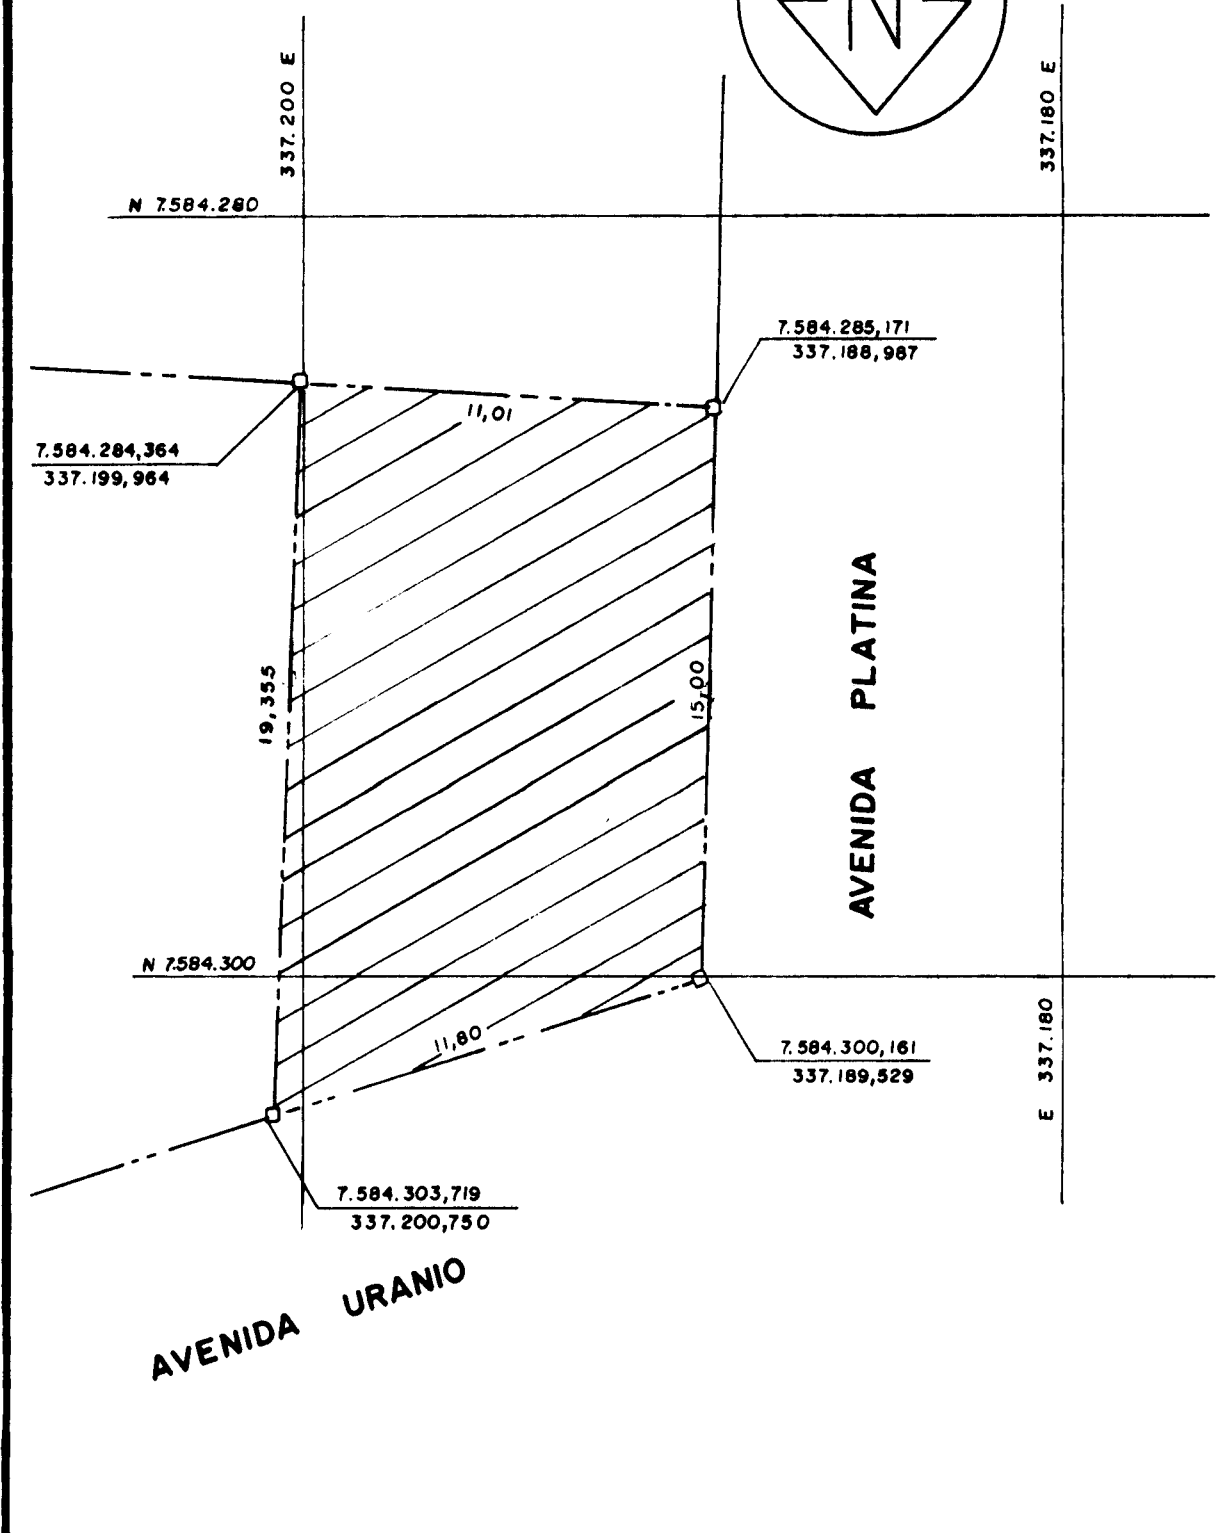 N
337.200 E
337.180 E
N 7.584.280
7.584.285,171
337.188,987
11,01
7.584.284,364
337.199,964
19,355
15,00
AVENIDA PLATINA
N 7.584.300
11,80
7.584.300,161
337.189,529
E 337.180
7.584.303,719
337.200,750
AVENIDA URANIO